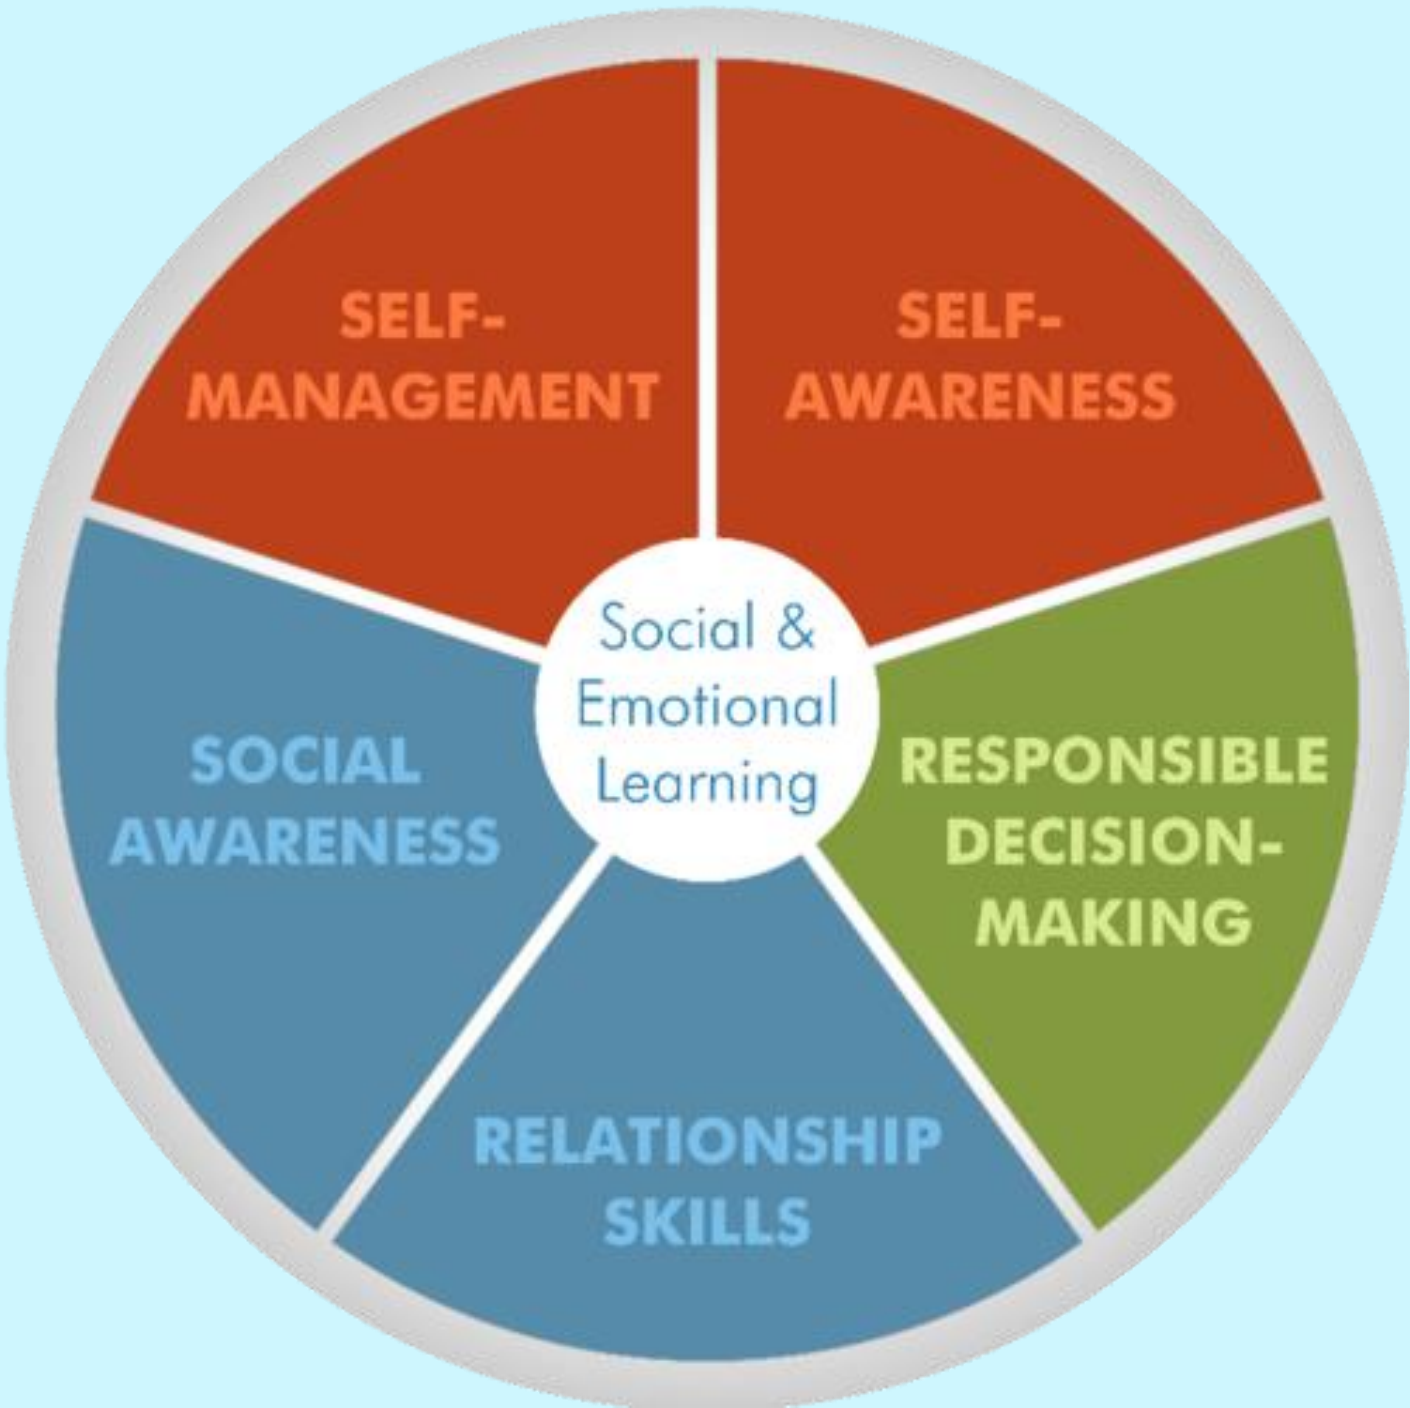 SELF-
MANAGEMENT
SELF-
AWARENESS
Social &
Emotional
Learning
SOCIAL
AWARENESS
RESPONSIBLE
DECISION-
MAKING
RELATIONSHIP
SKILLS